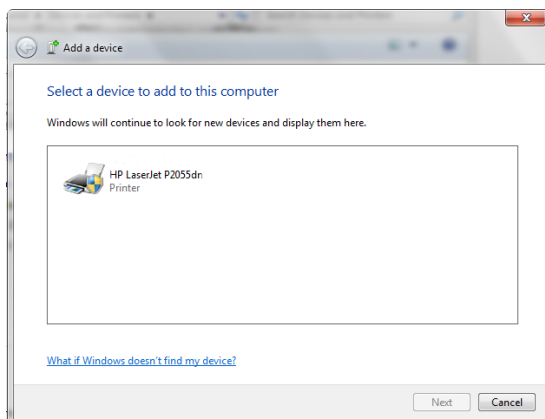 Add a device
Select a device to add to this computer
Windows will continue to look for new devices and display them here.
HP LaserJet P2055dn
Printer
What if Windows doesn't find my device?
Next
Cancel